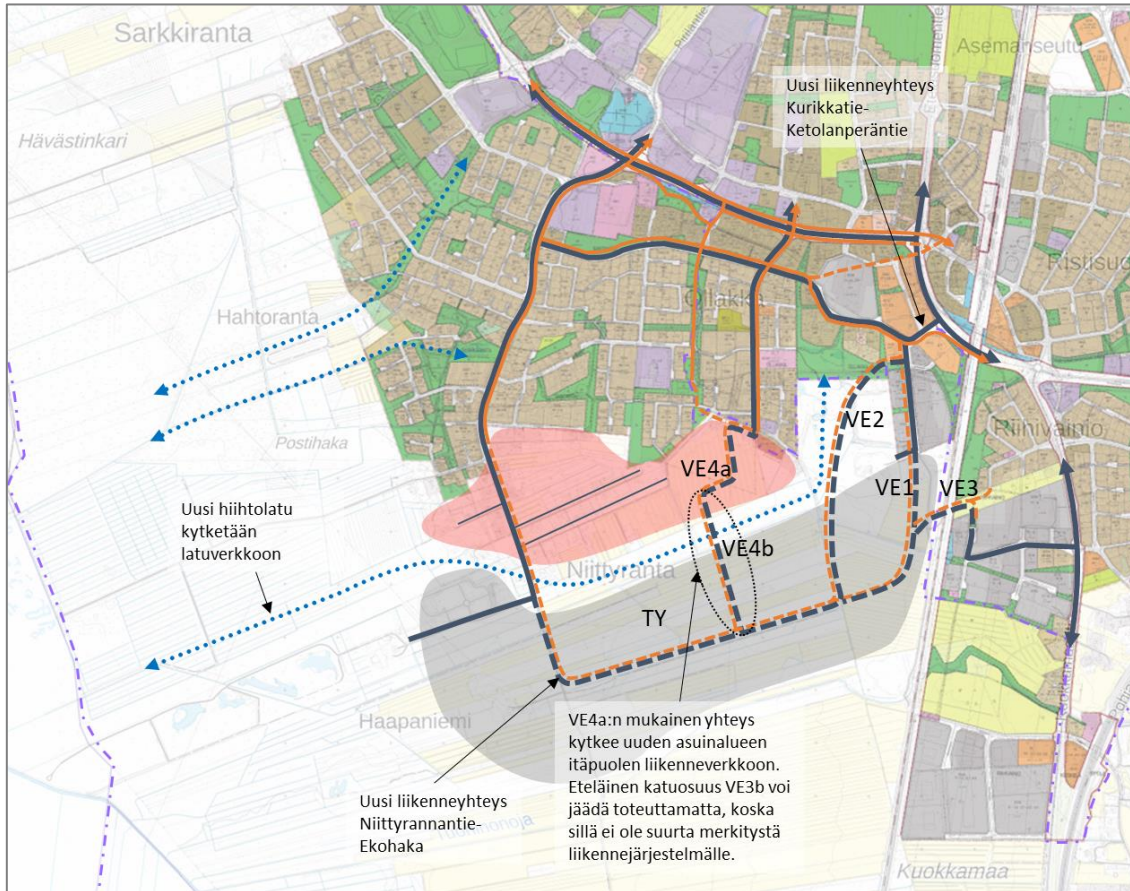 Sarkkiranta
Asemanseutu
Uusi liikenneyhteys
Kurikkatie-
Ketolanperäntie
Hävästinkari
Ristisuo
Hahtoranta
Ollakka
Postihaka
VE2
Riihivainio
VE4a
VE1
VE3
Uusi hiihtolatu
kytketään
latuverkkoon
VE4b
Niittyranta
TY
Haapaniemi
VE4a:n mukainen yhteys
kytkee uuden asuinalueen
itäpuolen liikenneverkkoon.
Eteläinen katuosuus VE3b voi
jäädä toteuttamatta, koska
sillä ei ole suurta merkitystä
liikennejärjestelmälle.
Uusi liikenneyhteys
Niittyrannantie-
Ekohaka
Kuokkamaa